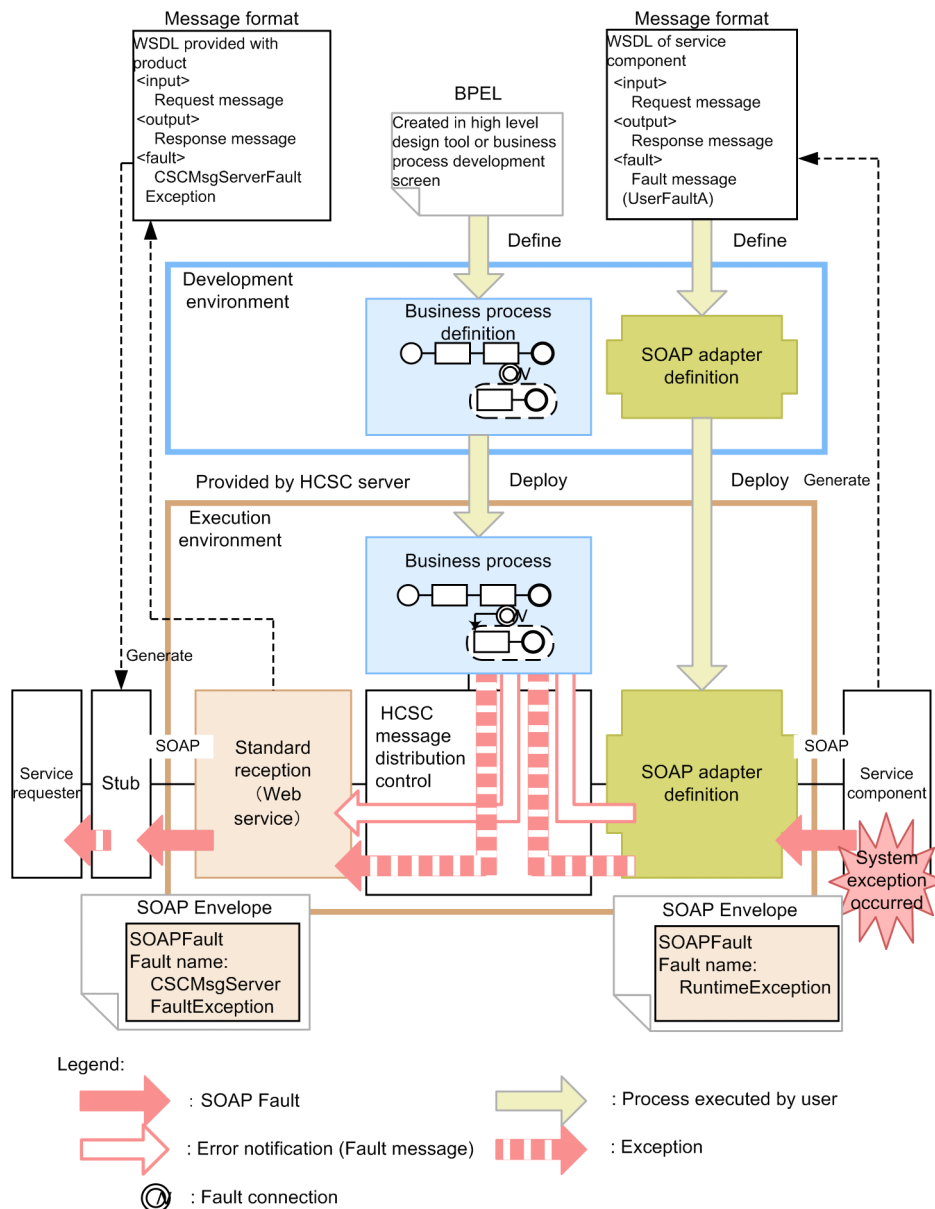 Message format
WSDL provided with
product
<input>
Request message
<output>
Response message
<fault>
CSCMsgServerFault
Exception
BPEL
Created in high level
design tool or business
process development
screen
Message format
WSDL of service
component
<input>
Request message
<output>
Response message
<fault>
Fault message
(UserFaultA)
Define
Define
Development
environment
Business process
definition
SOAP adapter
definition
Provided by HCSC server
Deploy
Deploy
Generate
Execution
environment
Business process
Generate
SOAP
SOAP
Service
requester
Stub
Standard
reception
(Web
service)
HCSC
message
distribution
control
SOAP adapter
definition
Service
component
System
exception
occurred
SOAP Envelope
SOAPFault
Fault name:
CSCMsgServer
FaultException
SOAP Envelope
SOAPFault
Fault name:
RuntimeException
Legend:
: SOAP Fault
: Process executed by user
: Error notification (Fault message)
: Exception
: Fault connection